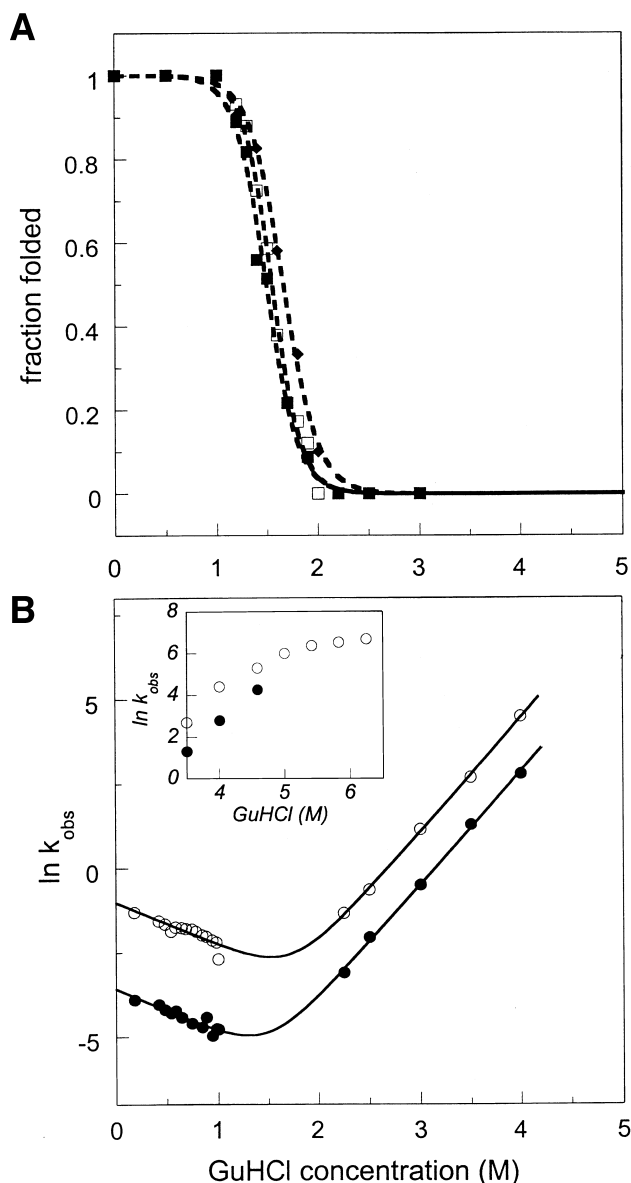 A
fraction folded
1
0.8
0.6
0.4
0.2
0
0 1 2 3 4 5
B
ln k_obs
5
0
-5
ln k_obs
8
6
4
2
0
4 5 6
GuHCl (M)
0 1 2 3 4 5
GuHCl concentration (M)